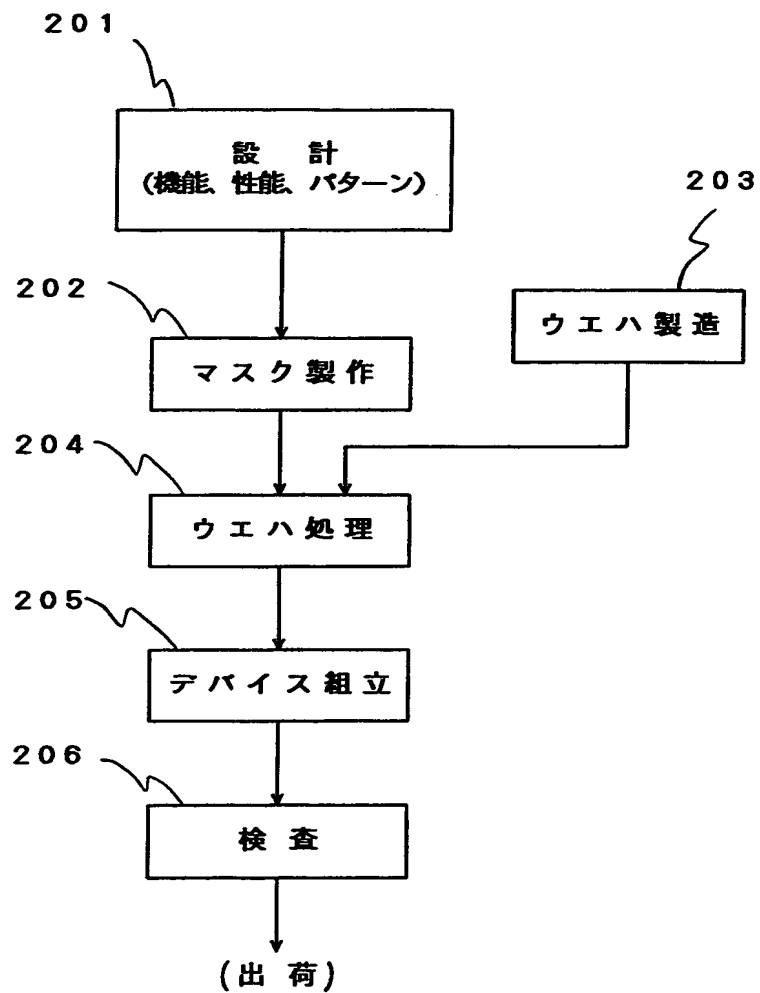 201
設計
(機能、性能、パターン)
203
ウエハ製造
202
マスク製作
204
ウエハ処理
205
デバイス組立
206
検査
(出荷)